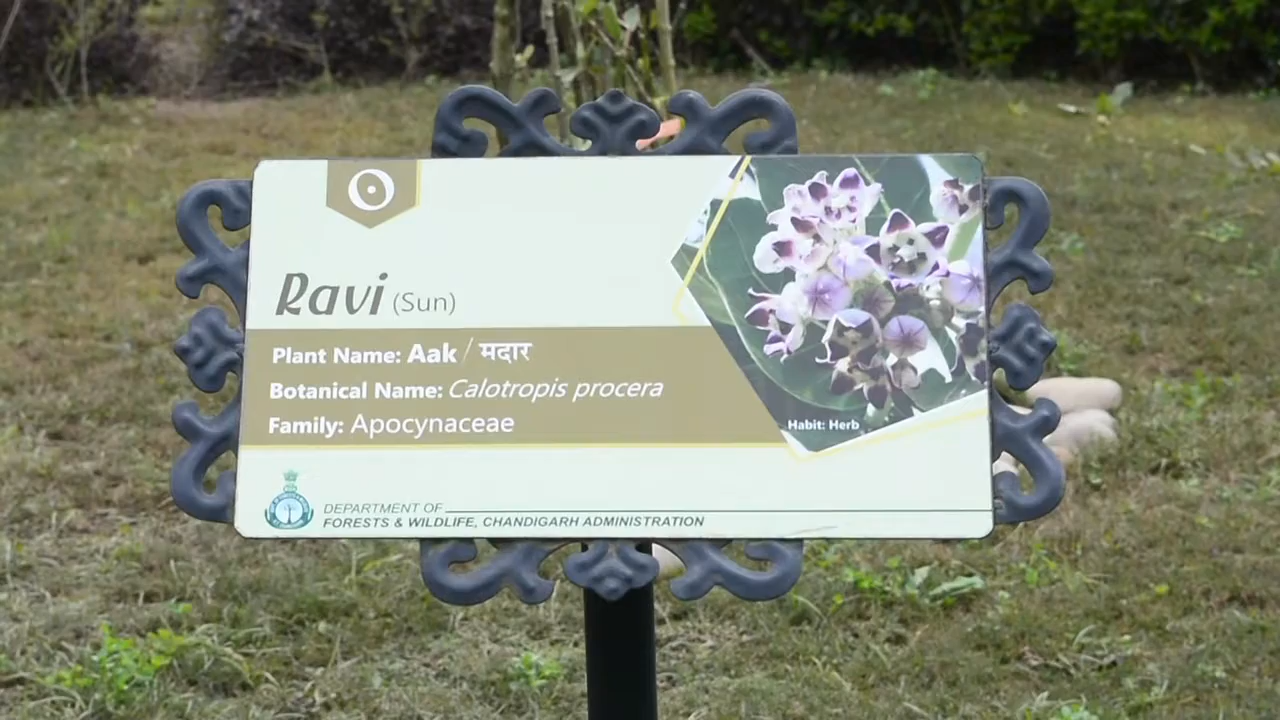 Ravi (Sun)
Plant Name: Aak / मदार
Botanical Name: Calotropis procera
Family: Apocynaceae
Habit: Herb
DEPARTMENT OF
FORESTS & WILDLIFE, CHANDIGARH ADMINISTRATION